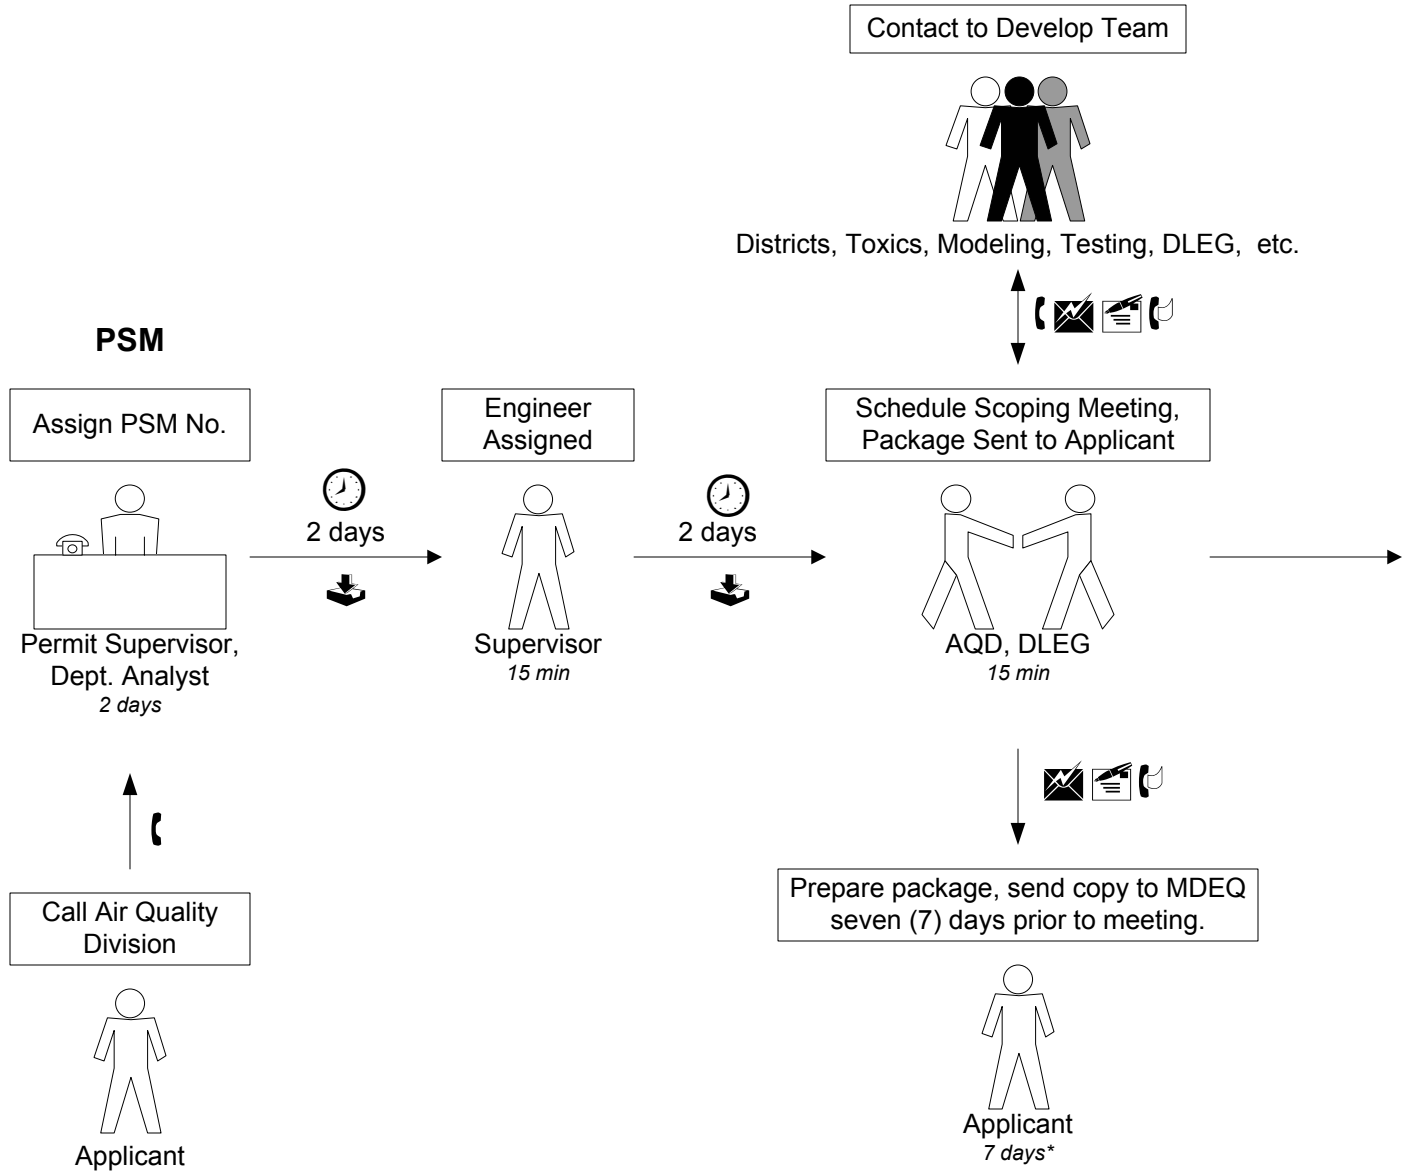 Contact to Develop Team
Districts, Toxics, Modeling, Testing, DLEG, etc.
PSM
Assign PSM No.
Permit Supervisor,
Dept. Analyst
2 days
2 days
Engineer
Assigned
Supervisor
15 min
2 days
Schedule Scoping Meeting,
Package Sent to Applicant
AQD, DLEG
15 min
Call Air Quality
Division
Applicant
Prepare package, send copy to MDEQ
seven (7) days prior to meeting.
Applicant
7 days*